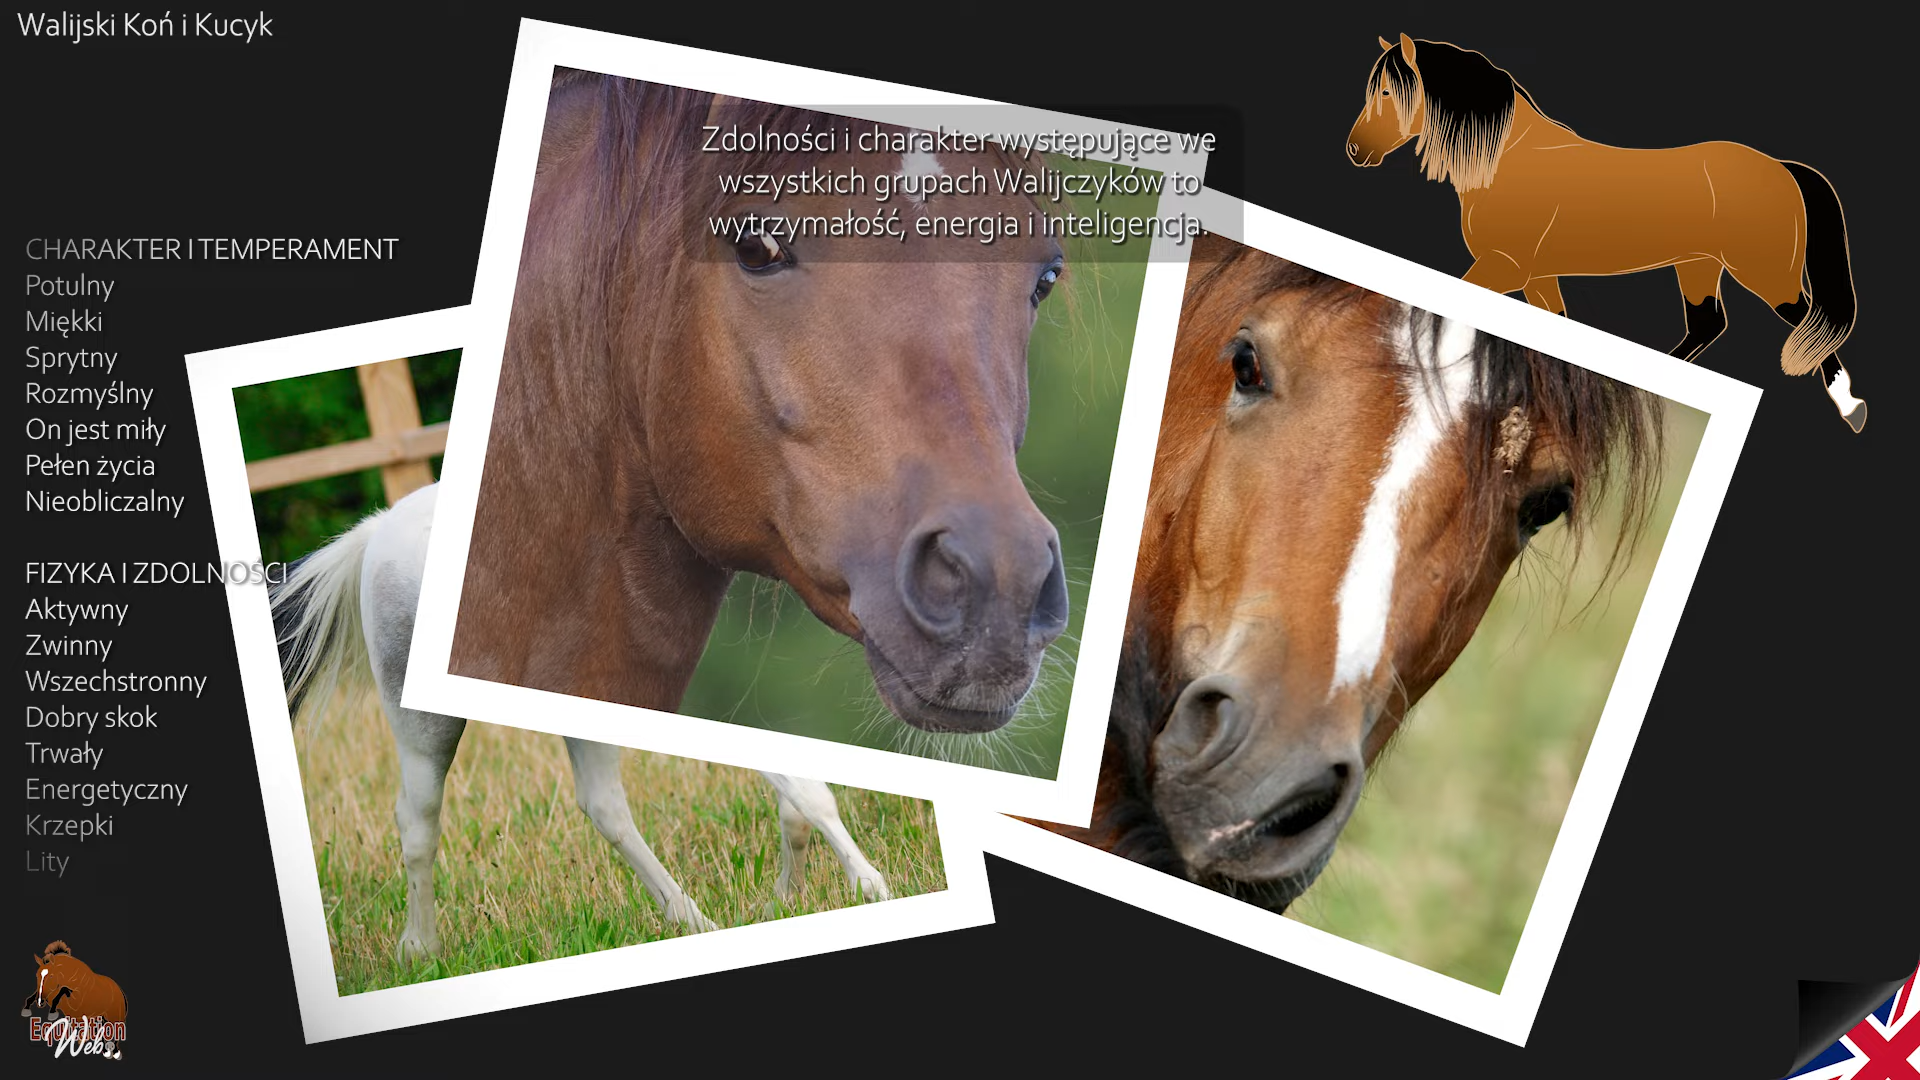 Walijski Koń i Kucyk
Zdolności i charakter występujące we
wszystkich grupach Walijczyków to
wytrzymałość, energia i inteligencja.
CHARAKTER I TEMPERAMENT
Potulny
Miękki
Sprytny
Rozmyślny
On jest miły
Pełen życia
Nieobliczalny
FIZYKA I ZDOLNOŚCI
Aktywny
Zwinny
Wszechstronny
Dobry skok
Trwały
Energetyczny
Krzepki
Lity
Equitation
Webs